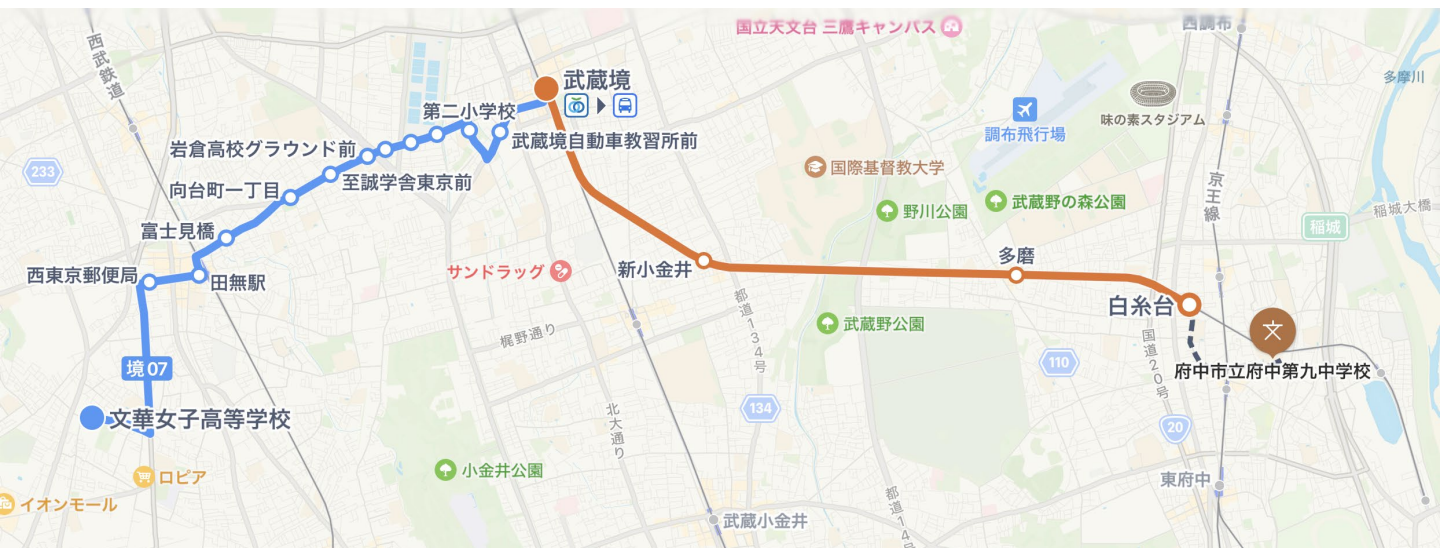 国立天文台 三鷹キャンパス
西調布
西武鉄道
多摩川
武蔵境
第二小学校
味の素スタジアム
調布飛行場
武蔵境自動車教習所前
岩倉高校グラウンド前
国際基督教大学
233
至誠学舎東京前
向台町一丁目
京王線
武蔵野の森公園
野川公園
稲城大橋
稲城
富士見橋
多磨
新小金井
サンドラッグ
西東京郵便局
田無駅
白糸台
都道134号
武蔵野公園
梶野通り
国道20号
110
境07
府中市立府中第九中学校
文華女子高等学校
134
北大通り
20
小金井公園
ロピア
東府中
イオンモール
都道14号
武蔵小金井
文